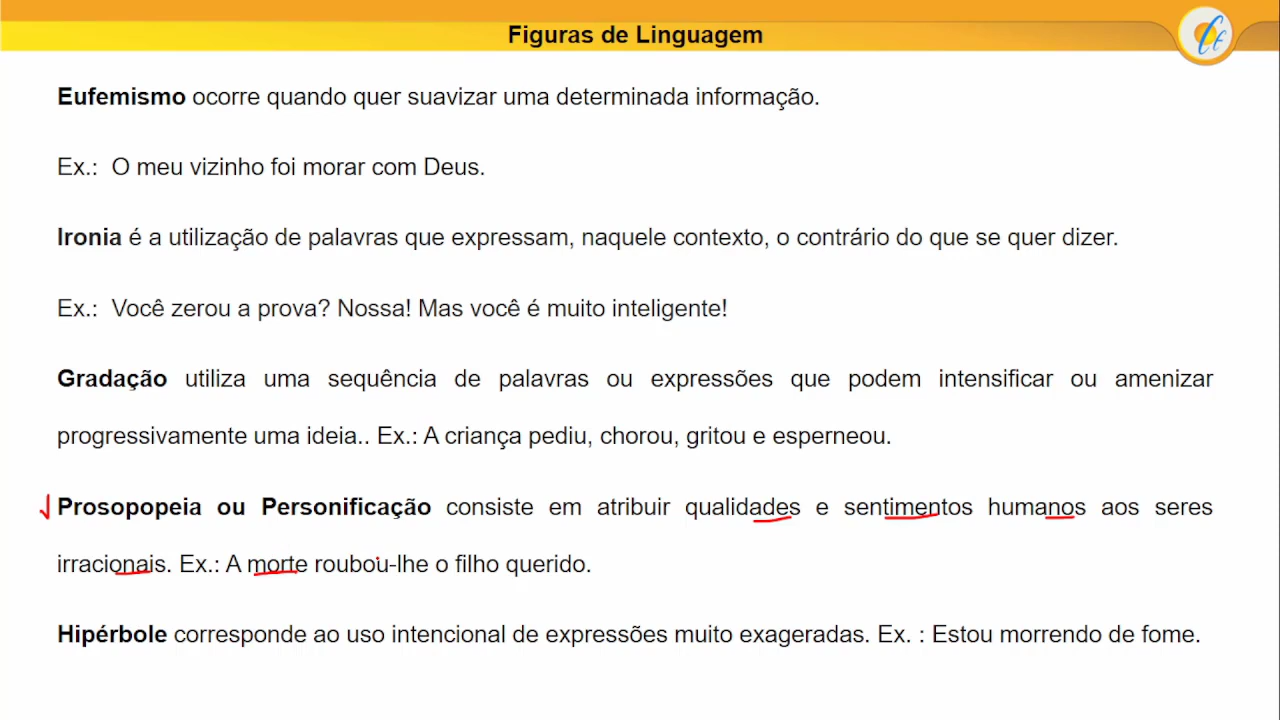 Figuras de Linguagem
Eufemismo ocorre quando quer suavizar uma determinada informação.
Ex.: O meu vizinho foi morar com Deus.
Ironia é a utilização de palavras que expressam, naquele contexto, o contrário do que se quer dizer.
Ex.: Você zerou a prova? Nossa! Mas você é muito inteligente!
Gradação utiliza uma sequência de palavras ou expressões que podem intensificar ou amenizar
progressivamente uma ideia.. Ex.: A criança pediu, chorou, gritou e esperneou.
Prosopopeia ou Personificação consiste em atribuir qualidades e sentimentos humanos aos seres
irracionais. Ex.: A morte roubou-lhe o filho querido.
Hipérbole corresponde ao uso intencional de expressões muito exageradas. Ex. : Estou morrendo de fome.